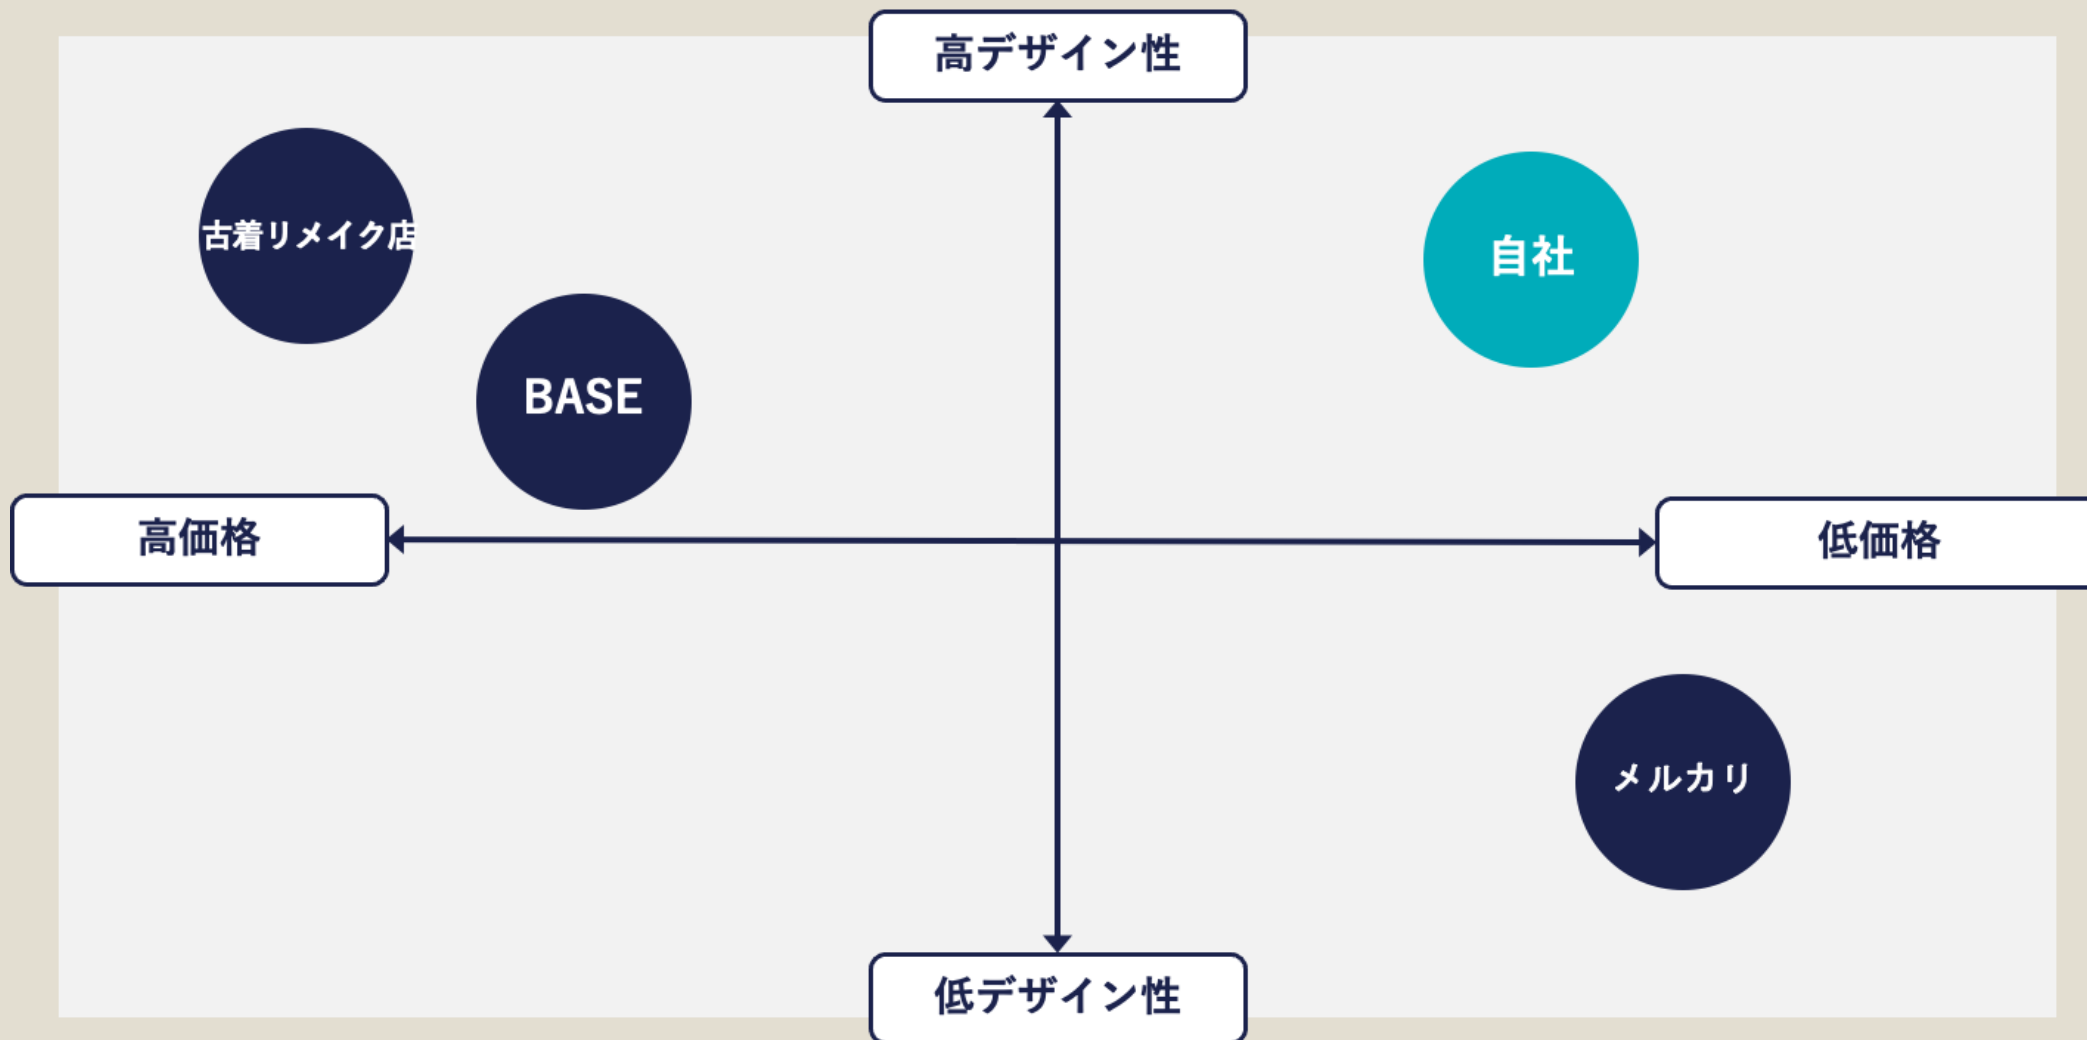 高デザイン性
古着リメイク店
自社
BASE
高価格
低価格
メルカリ
低デザイン性